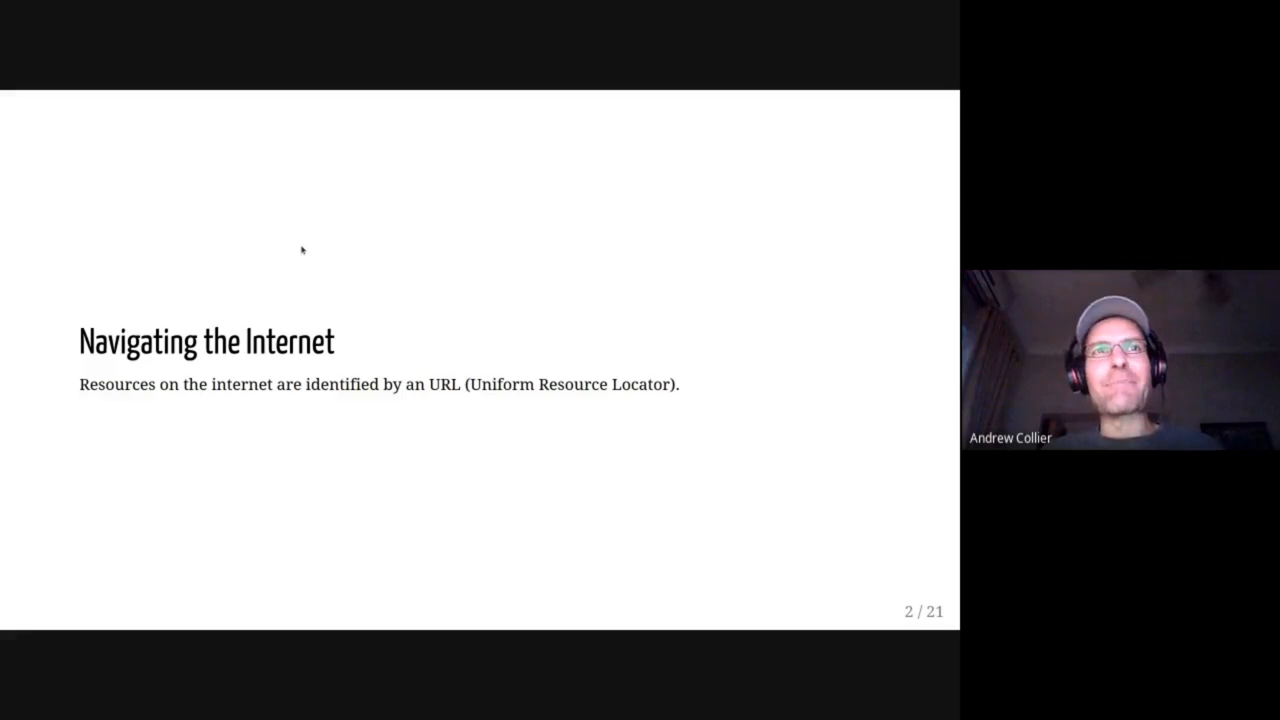 Navigating the Internet
Resources on the internet are identified by an URL (Uniform Resource Locator).
Andrew Collier
2 / 21